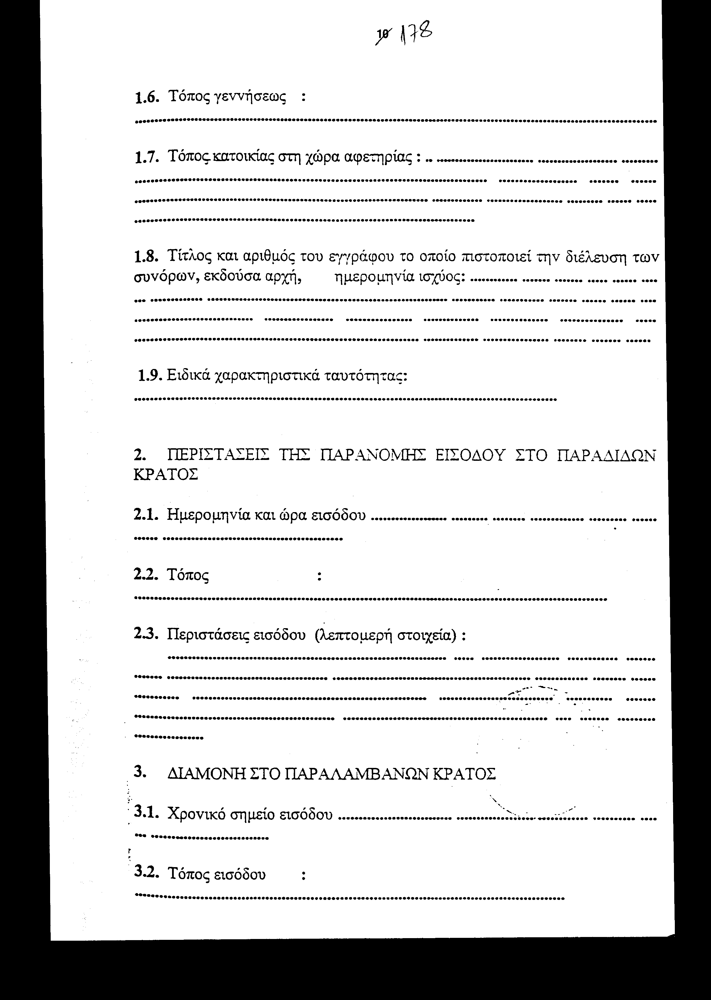 10 178
1.6. Τόπος γεννήσεως :
................................................................
1.7. Τόπος κατοικίας στη χώρα αφετηρίας : .. ........................ .................... .........
................................................................ .................... ....... ......
................................................................ ............. ................... ......... ...... .....
................................................................
1.8. Τίτλος και αριθμός του εγγράφου το οποίο πιστοποιεί την διέλευση των
συνόρων, εκδούσα αρχή, ημερομηνία ισχύος: ............ ....... ....... ..... ...... ....
... ............. ............................................................. ........... ........... ....... ...... ...... ....
.............................. ................. ................. .............. ............... ................ .....
................................................................ .............. ................. ........ ....... ......
1.9. Ειδικά χαρακτηριστικά ταυτότητας:
................................................................
2. ΠΕΡΙΣΤΑΣΕΙΣ ΤΗΣ ΠΑΡΑΝΟΜΗΣ ΕΙΣΟΔΟΥ ΣΤΟ ΠΑΡΑΔΙΔΩΝ
ΚΡΑΤΟΣ
2.1. Ημερομηνία και ώρα εισόδου ................... ......... ........ ............. .......... ......
...... ..............................................
2.2. Τόπος :
................................................................
2.3. Περιστάσεις εισόδου (λεπτομερή στοιχεία) :
................................................................ ..... .................... ............. .......
....... ......................................... .................................................. ............. ........ ......
........... ............................................................ ............................. ............ .......
................................................... .................................................... .... ....... .........
..................
3. ΔΙΑΜΟΝΗ ΣΤΟ ΠΑΡΑΛΑΜΒΑΝΩΝ ΚΡΑΤΟΣ
3.1. Χρονικό σημείο εισόδου ............................. .................... ............. .......... ....
... ..............................
3.2. Τόπος εισόδου :
................................................................